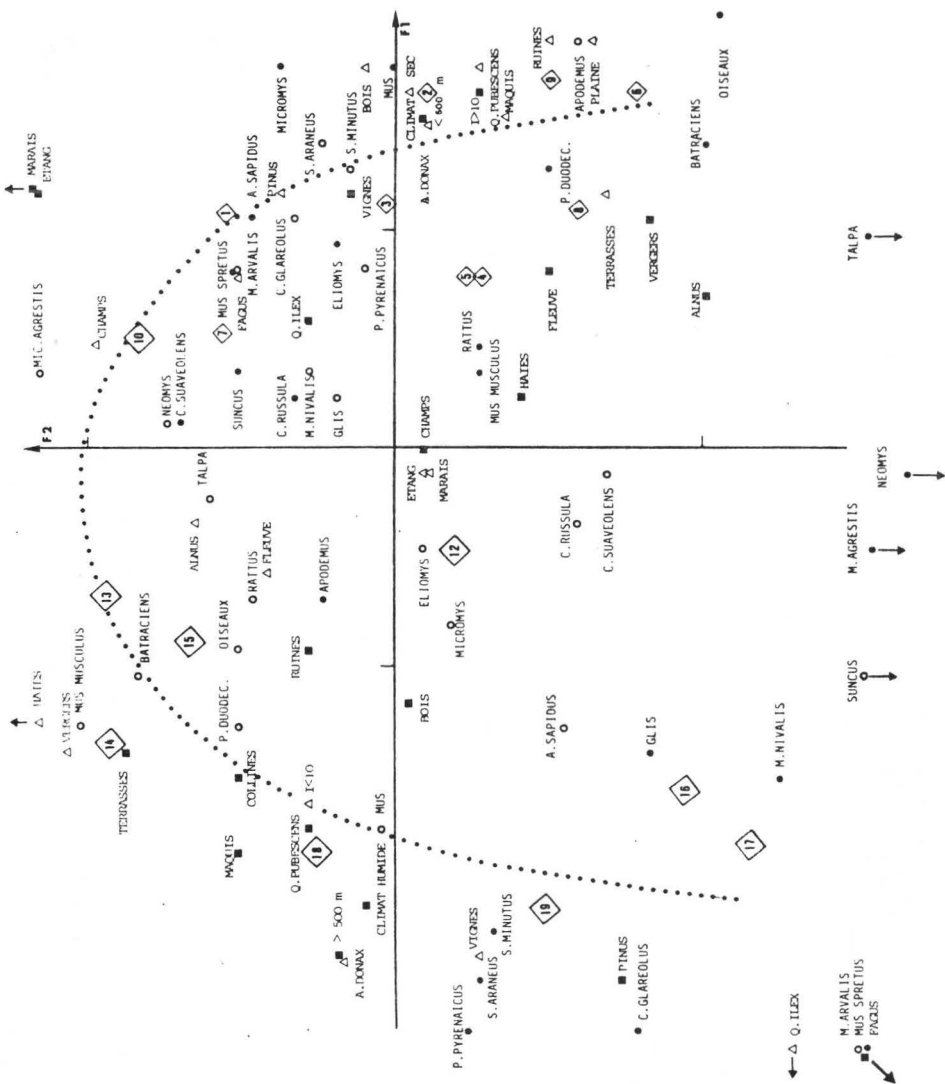 HAIES
MIC.AGRESTIS
MARAIS
ETANG
VERGERS
MUS MUSCULUS
F2
CHAMPS
14
13
TERRASSES
BATRACIENS
10
NEOMYS
C.SUAVEOLENS
15
ALNUS
TALPA
P.DUODEC.
OISEAUX
7
MUS SPRETUS
1
MAQUIS
COLLINES
RATTUS
FLEUVE
SUNCUS
FAGUS
M.ARVALIS
A.SAPIDUS
PINUS
MICROMYS
Q.PUBESCENS
I<10
18
RUINES
APODEMUS
C.RUSSULA
M.NIVALIS
Q.ILEX
C.GLAREOLUS
S.ARANEUS
> 500 m
A.DONAX
GLIS
ELIOMYS
S.MINUTUS
CLIMAT HUMIDE
MUS
P.PYRENAICUS
VIGNES
3
BOIS
MUS
F1
BOIS
ETANG
MARAIS
CHAMPS
A.DONAX
CLIMAT SEC
< 500 m
2
ELIOMYS
12
MICROMYS
P.PYRENAICUS
S.ARANEUS
VIGNES
S.MINUTUS
RATTUS
MUS MUSCULUS
5
4
I>10
Q.PUBESCENS
MAQUIS
HAIES
19
A.SAPIDUS
C.RUSSULA
C.SUAVEOLENS
FLEUVE
P.DUODEC.
8
RUINES
9
APODEMUS
PLAINE
TERRASSES
C.GLAREOLUS
PINUS
GLIS
VERGERS
6
16
17
M.NIVALIS
ALNUS
BATRACIENS
OISEAUX
Q.ILEX
M.ARVALIS
MUS SPRETUS
FAGUS
SUNCUS
M.AGRESTIS
NEOMYS
TALPA